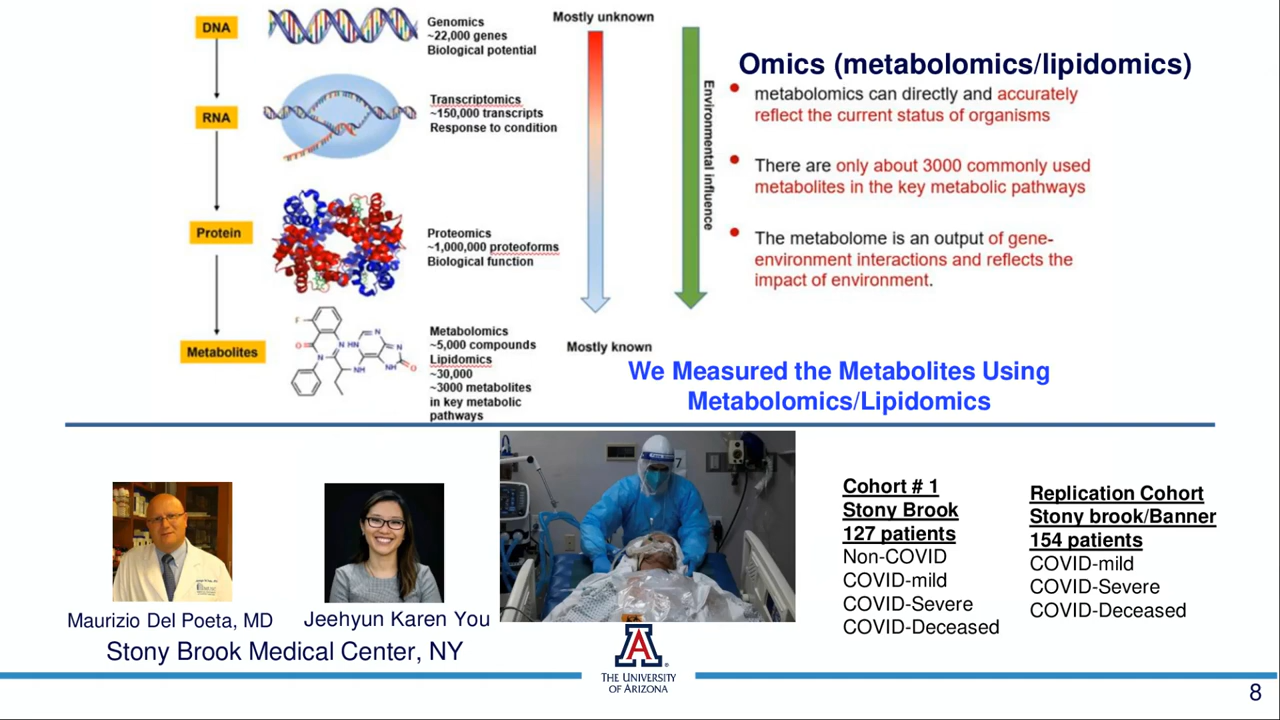 DNA
Genomics
~22,000 genes
Biological potential
RNA
Transcriptomics
~150,000 transcripts
Response to condition
Protein
Proteomics
~1,000,000 proteoforms
Biological function
Metabolites
Metabolomics
~5,000 compounds
Lipidomics
~30,000
~3000 metabolites
in key metabolic
pathways
Mostly unknown
Mostly known
Environmental influence
Omics (metabolomics/lipidomics)
• metabolomics can directly and accurately
reflect the current status of organisms
• There are only about 3000 commonly used
metabolites in the key metabolic pathways
• The metabolome is an output of gene-
environment interactions and reflects the
impact of environment.
We Measured the Metabolites Using
Metabolomics/Lipidomics
F
O
N
N
NH
HN
N
N
NH
O
Maurizio Del Poeta, MD
Jeehyun Karen You
Stony Brook Medical Center, NY
7
Cohort # 1
Stony Brook
127 patients
Non-COVID
COVID-mild
COVID-Severe
COVID-Deceased
Replication Cohort
Stony brook/Banner
154 patients
COVID-mild
COVID-Severe
COVID-Deceased
A
THE UNIVERSITY
OF ARIZONA
8